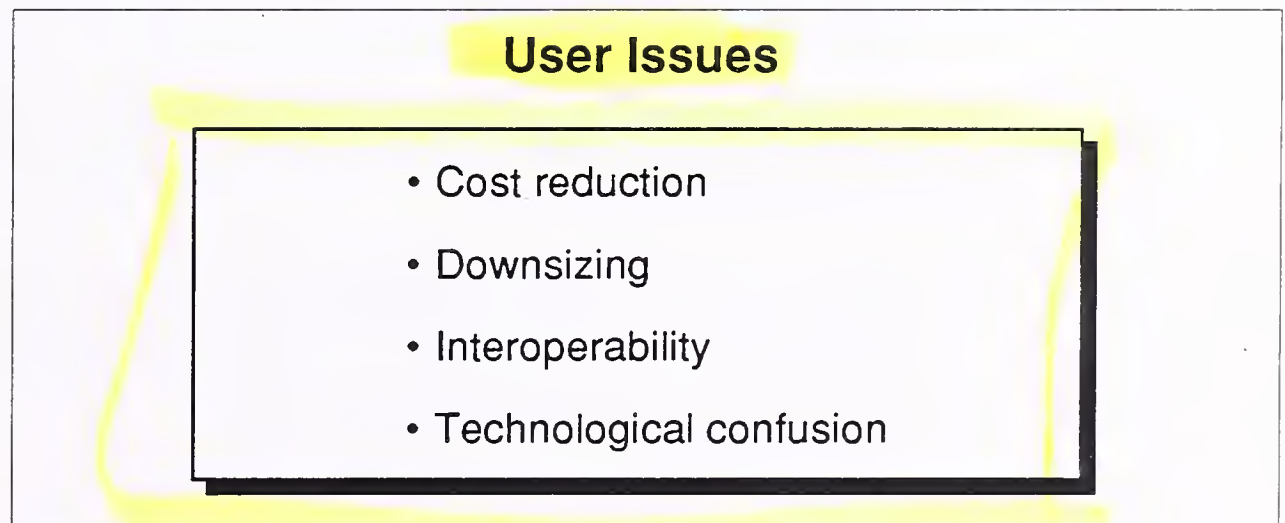 User Issues
• Cost reduction
• Downsizing
• Interoperability
• Technological confusion